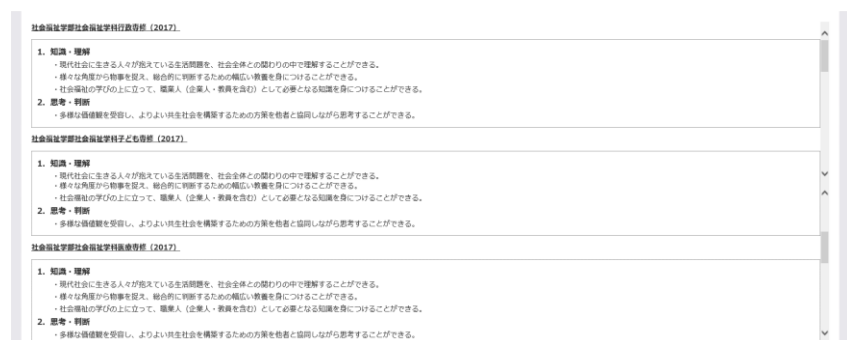 社会福祉学部社会福祉学科行政専修（2017）
1. 知識・理解
・現代社会に生きる人々が抱えている生活問題を、社会全体との関わりの中で理解することができる。
・様々な角度から物事を捉え、総合的に判断するための幅広い教養を身につけることができる。
・社会福祉の学びの上に立って、職業人（企業人・教員を含む）として必要となる知識を身につけることができる。
2. 思考・判断
・多様な価値観を受容し、よりよい共生社会を構築するための方策を他者と協同しながら思考することができる。
社会福祉学部社会福祉学科子ども専修（2017）
1. 知識・理解
・現代社会に生きる人々が抱えている生活問題を、社会全体との関わりの中で理解することができる。
・様々な角度から物事を捉え、総合的に判断するための幅広い教養を身につけることができる。
・社会福祉の学びの上に立って、職業人（企業人・教員を含む）として必要となる知識を身につけることができる。
2. 思考・判断
・多様な価値観を受容し、よりよい共生社会を構築するための方策を他者と協同しながら思考することができる。
社会福祉学部社会福祉学科医療専修（2017）
1. 知識・理解
・現代社会に生きる人々が抱えている生活問題を、社会全体との関わりの中で理解することができる。
・様々な角度から物事を捉え、総合的に判断するための幅広い教養を身につけることができる。
・社会福祉の学びの上に立って、職業人（企業人・教員を含む）として必要となる知識を身につけることができる。
2. 思考・判断
・多様な価値観を受容し、よりよい共生社会を構築するための方策を他者と協同しながら思考することができる。